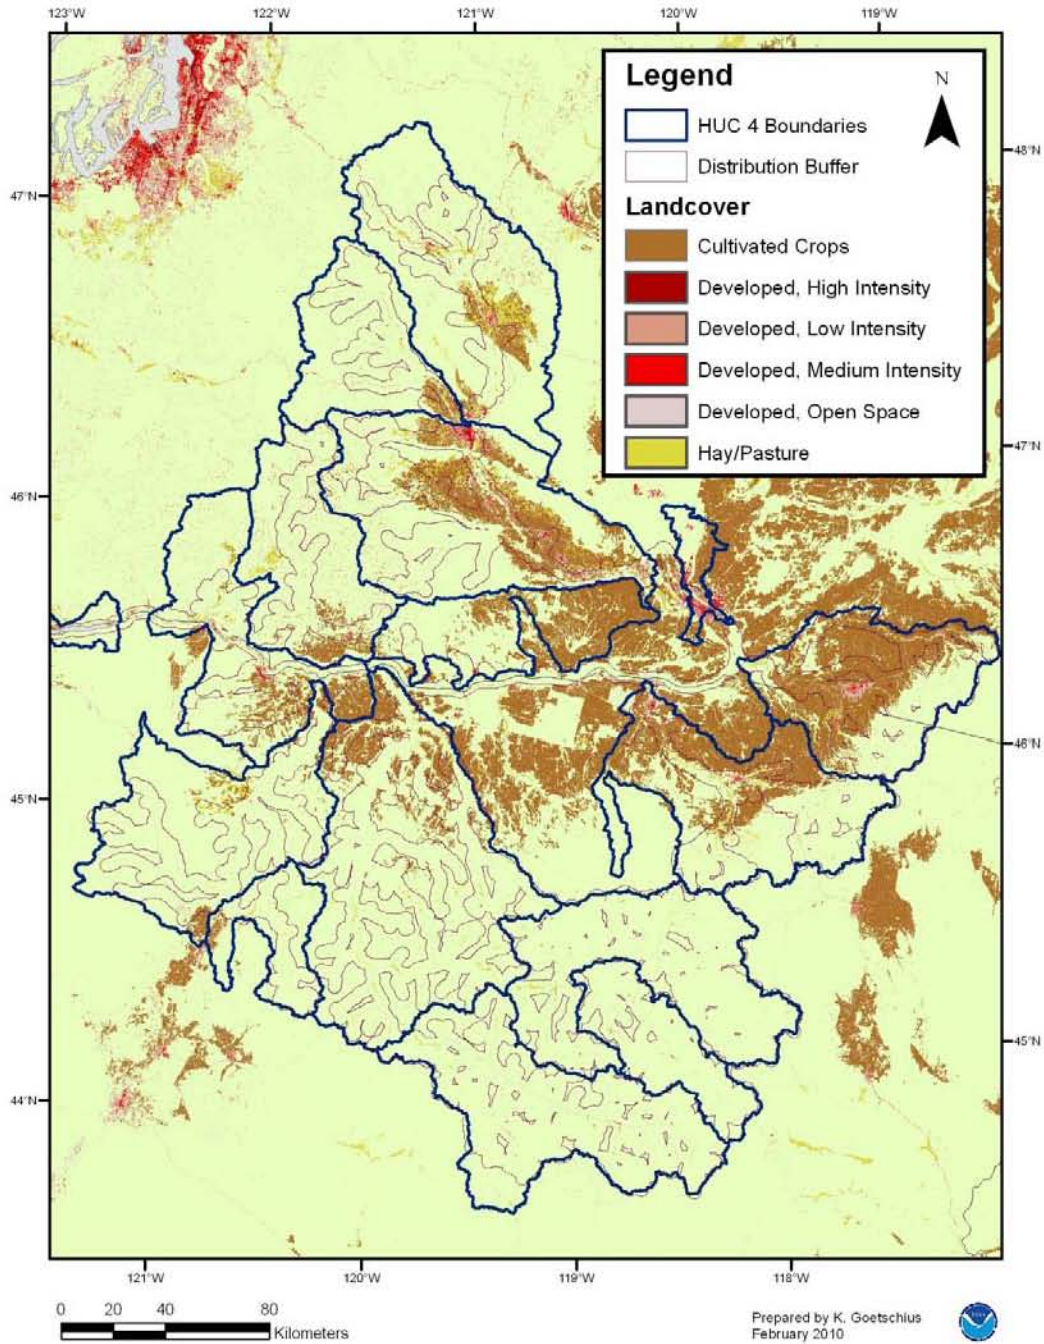 123°W 122°W 121°W 120°W 119°W
Legend
N
HUC 4 Boundaries
Distribution Buffer
Landcover
Cultivated Crops
Developed, High Intensity
Developed, Low Intensity
Developed, Medium Intensity
Developed, Open Space
Hay/Pasture
48°N
47°N
47°N
46°N
46°N
45°N
45°N
44°N
121°W 120°W 119°W 118°W
0 20 40 80
Kilometers
Prepared by K. Goetschius
February 2010